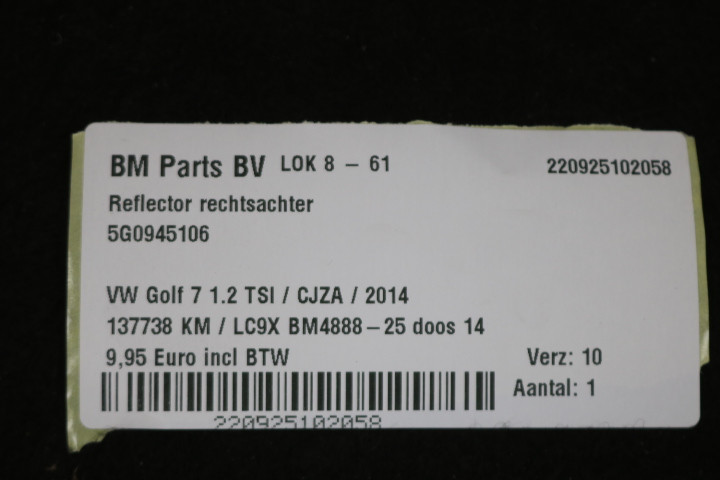 BM Parts BV LOK 8 - 61 220925102058
Reflector rechtsachter
5G0945106
VW Golf 7 1.2 TSI / CJZA / 2014
137738 KM / LC9X BM4888-25 doos 14
9,95 Euro incl BTW Verz: 10
Aantal: 1
220925102058